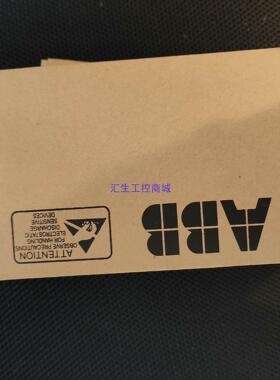 汇生工控商城
ABB
ATTENTION
OBSERVE PRECAUTIONS
FOR HANDLING
ELECTROSTATIC
DISCHARGE
SENSITIVE
DEVICES